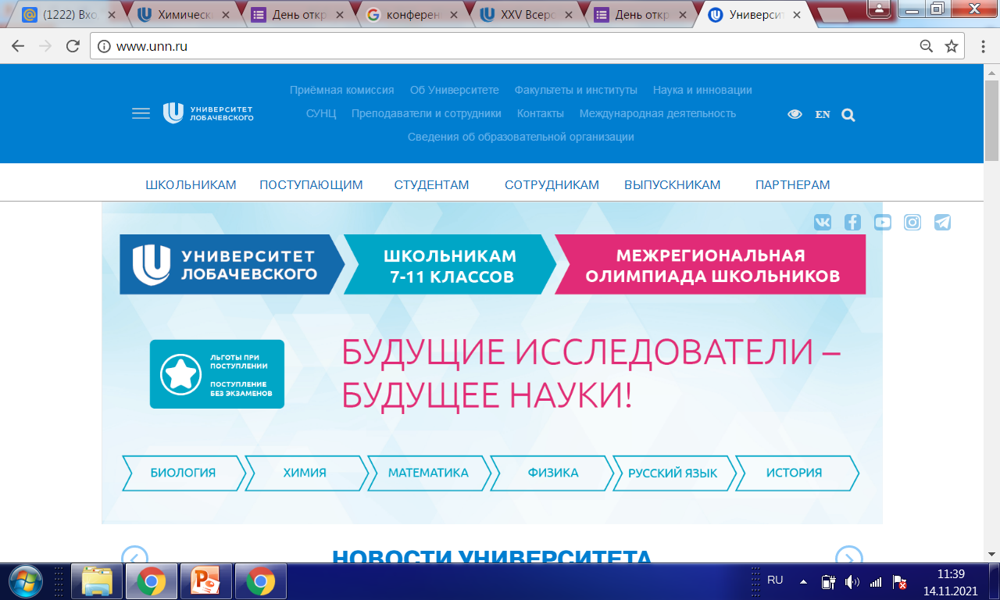 (1222) Вхо
Химическ
День откр
конферен
XXV Всеро
День откр
Университ
www.unn.ru
Приёмная комиссия Об Университете Факультеты и институты Наука и инновации
УНИВЕРСИТЕТ
ЛОБАЧЕВСКОГО
СУНЦ Преподаватели и сотрудники Контакты Международная деятельность
EN
Сведения об образовательной организации
ШКОЛЬНИКАМ ПОСТУПАЮЩИМ СТУДЕНТАМ СОТРУДНИКАМ ВЫПУСКНИКАМ ПАРТНЕРАМ
УНИВЕРСИТЕТ
ЛОБАЧЕВСКОГО
ШКОЛЬНИКАМ
7-11 КЛАССОВ
МЕЖРЕГИОНАЛЬНАЯ
ОЛИМПИАДА ШКОЛЬНИКОВ
ЛЬГОТЫ ПРИ
ПОСТУПЛЕНИИ
ПОСТУПЛЕНИЕ
БЕЗ ЭКЗАМЕНОВ
БУДУЩИЕ ИССЛЕДОВАТЕЛИ –
БУДУЩЕЕ НАУКИ!
БИОЛОГИЯ ХИМИЯ МАТЕМАТИКА ФИЗИКА РУССКИЙ ЯЗЫК ИСТОРИЯ
НОВОСТИ УНИВЕРСИТЕТА
RU
11:39
14.11.2021